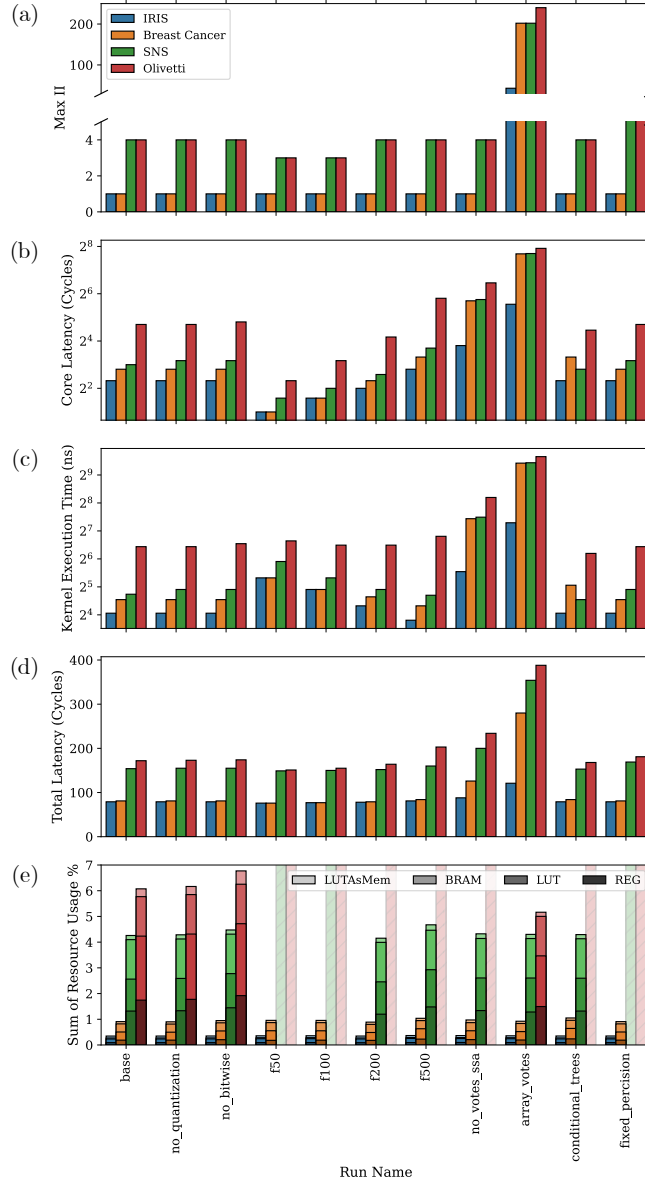 (a)
IRIS
Breast Cancer
SNS
Olivetti
200
100
4
2
0
Max II
(b)
2^8
2^6
2^4
2^2
Core Latency (Cycles)
(c)
2^9
2^8
2^7
2^6
2^5
2^4
Kernel Execution Time (ns)
(d)
400
300
200
100
0
Total Latency (Cycles)
(e)
LUTAsMem
BRAM
LUT
REG
7
6
5
4
3
2
1
0
Sum of Resource Usage %
base
no_quantization
no_bitwise
f50
f100
f200
f500
no_votes_ssa
array_votes
conditional_trees
fixed_percision
Run Name